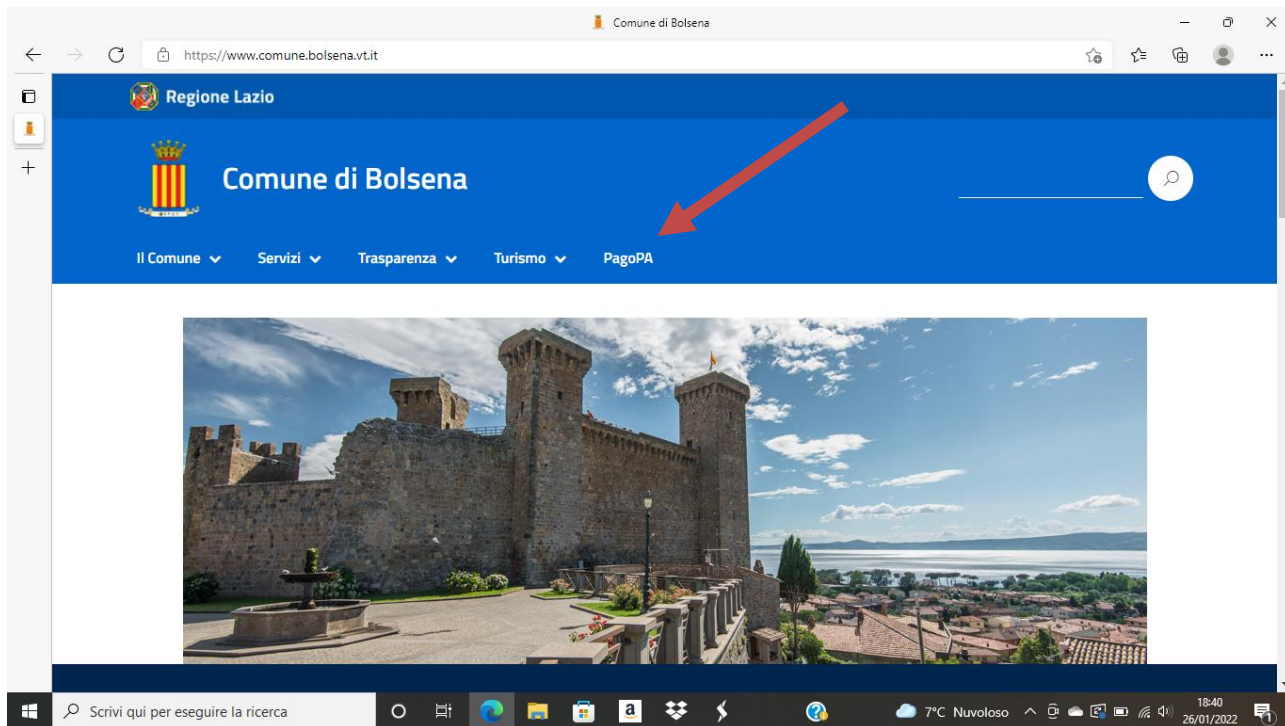 Comune di Bolsena
https://www.comune.bolsena.vt.it
Regione Lazio
Comune di Bolsena
Il Comune
Servizi
Trasparenza
Turismo
PagoPA
Scrivi qui per eseguire la ricerca
a
7°C Nuvoloso
18:40
26/01/2022